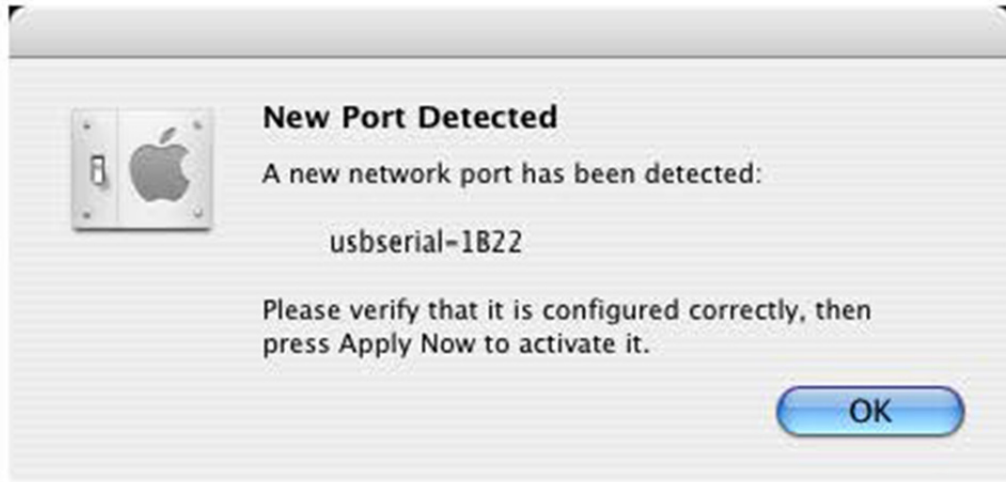 New Port Detected
A new network port has been detected:
usbserial-1B22
Please verify that it is configured correctly, then
press Apply Now to activate it.
OK